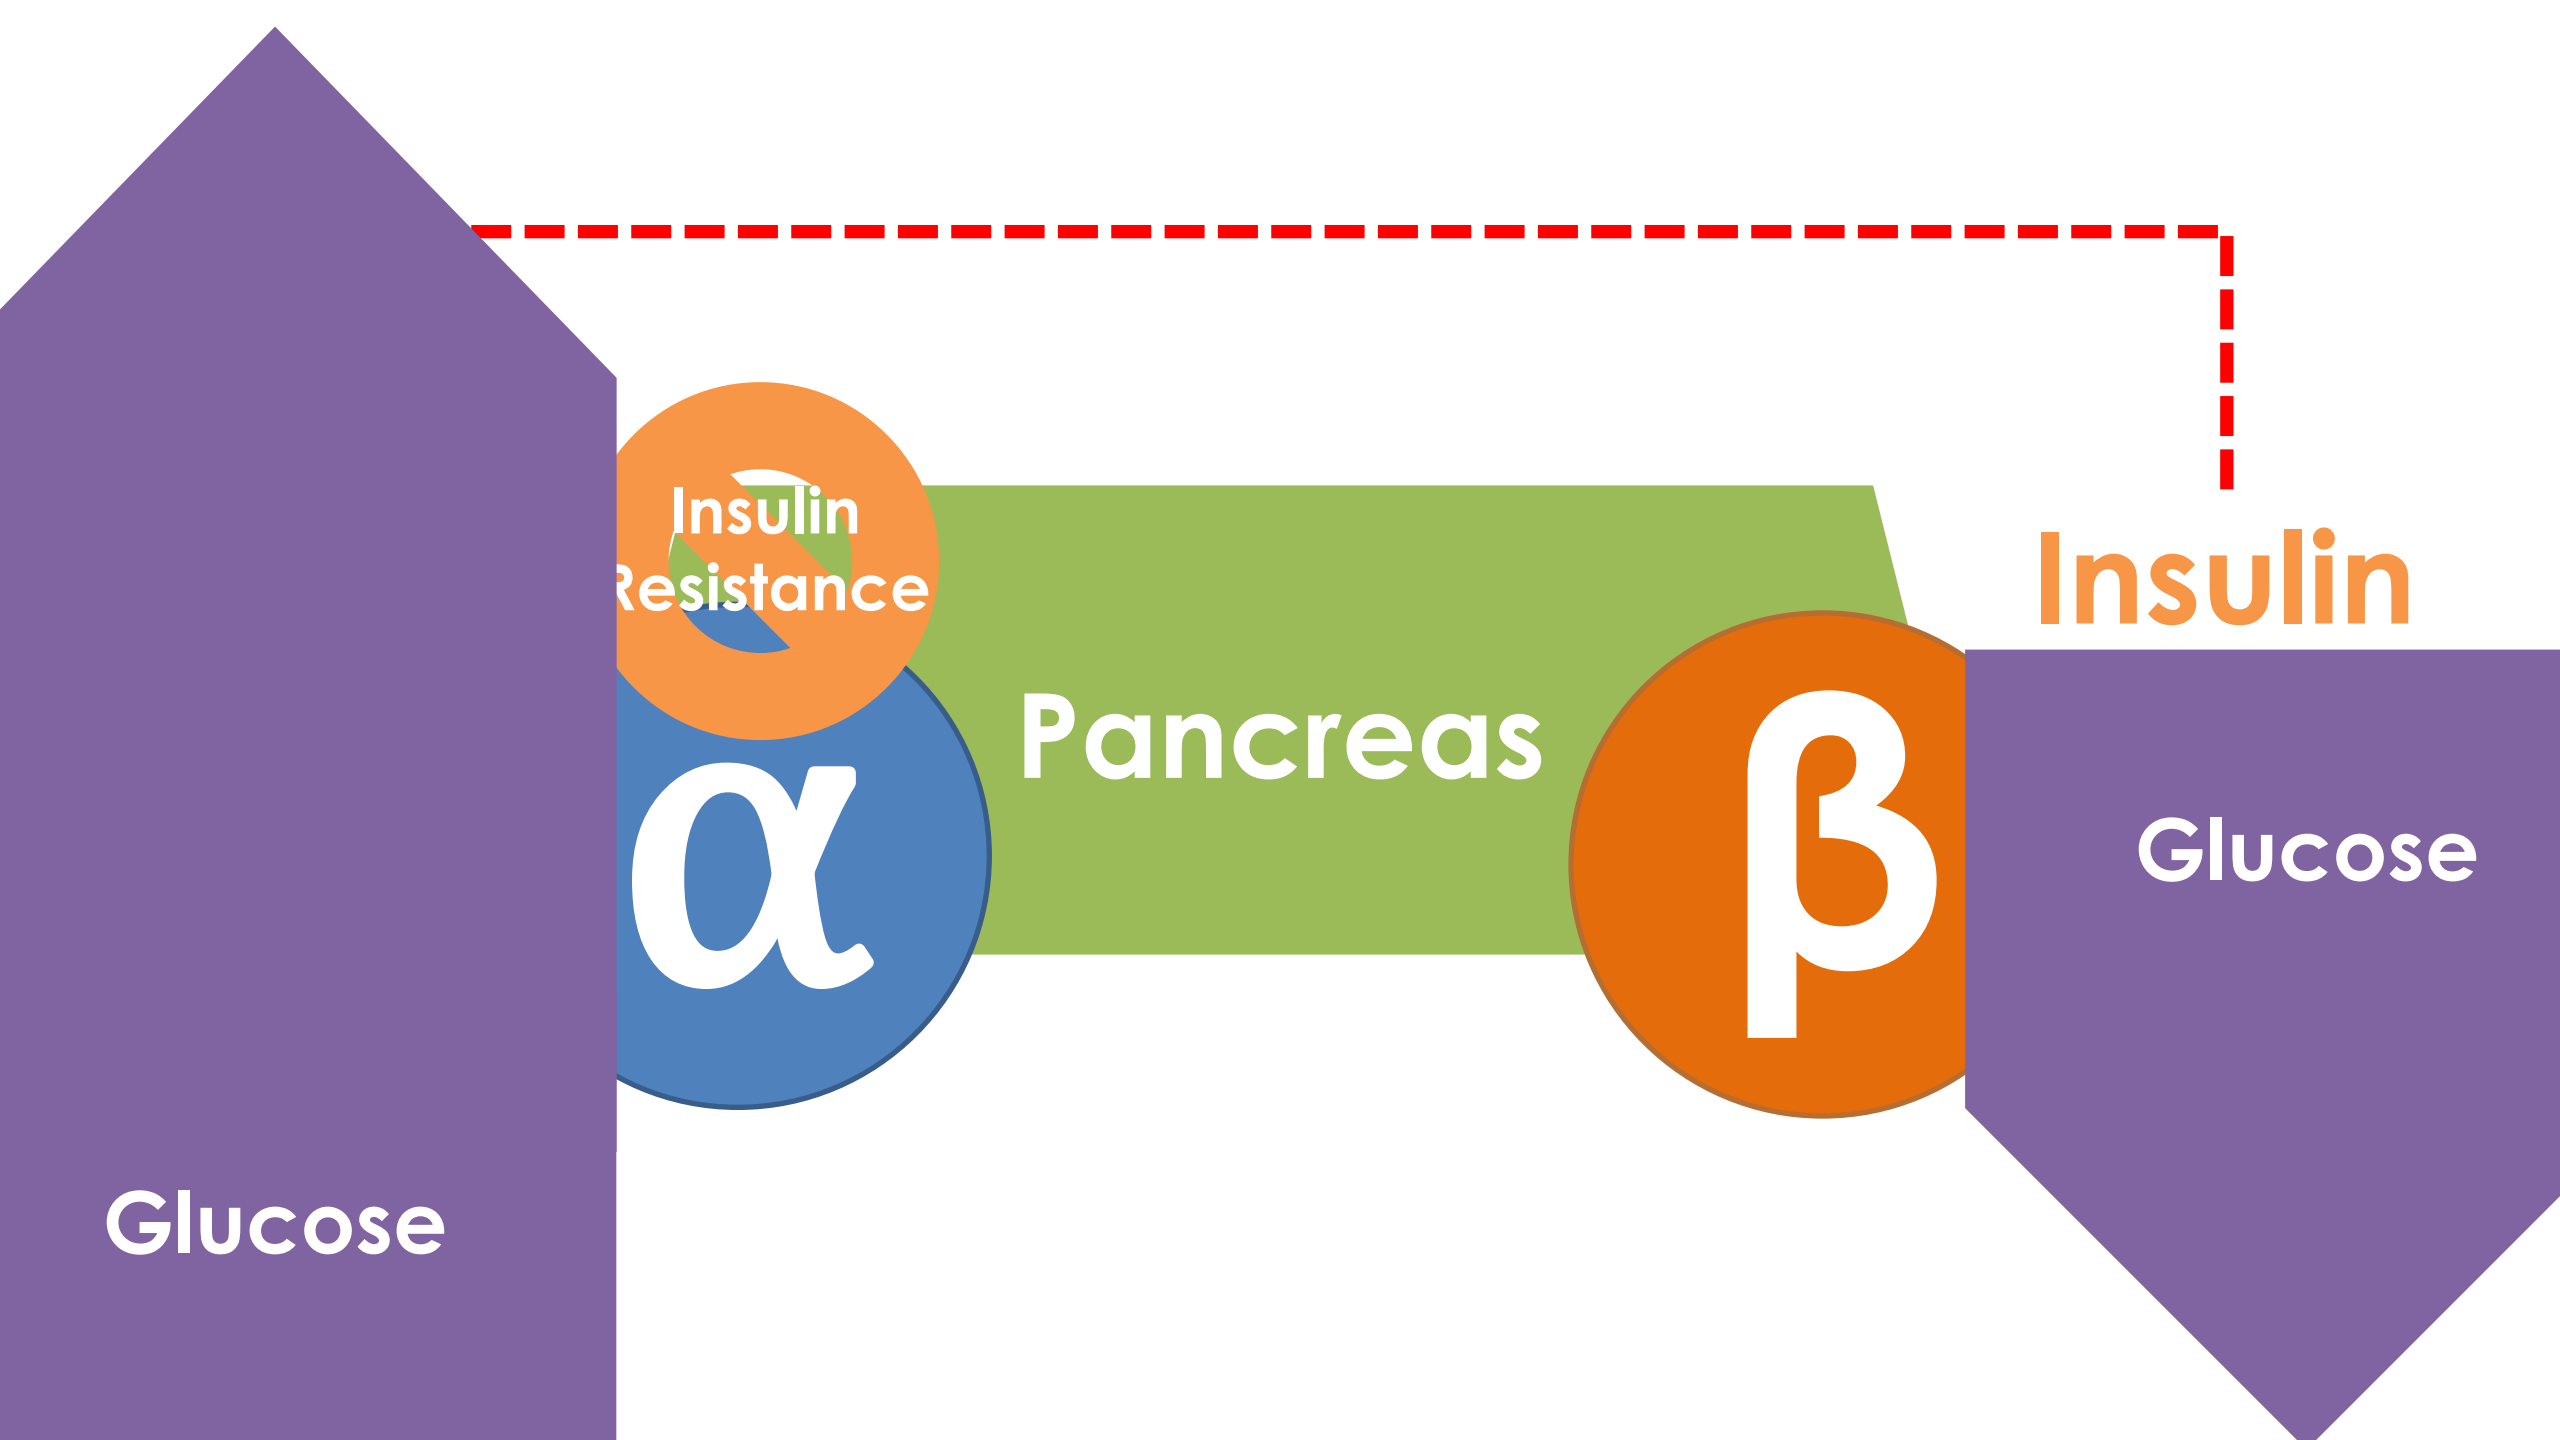 Insulin
Resistance
Insulin
Pancreas
α
β
Glucose
Glucose